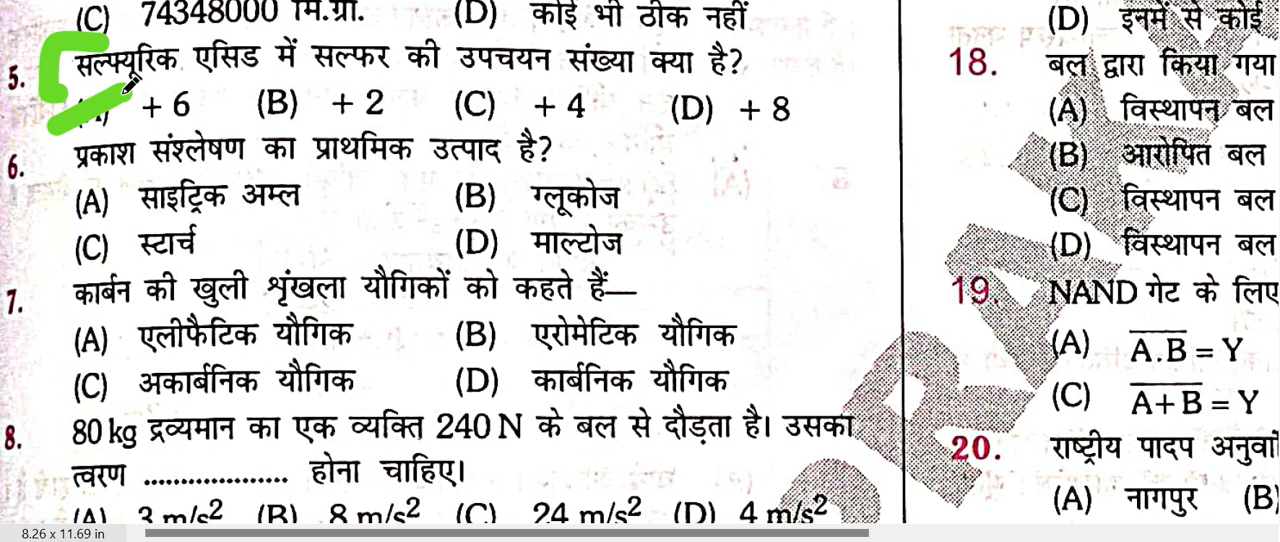 (C) 74348000 मि.ग्रा. (D) कोई भी ठीक नहीं
5. सल्फ्यूरिक एसिड में सल्फर की उपचयन संख्या क्या है?
+ 6 (B) + 2 (C) + 4 (D) + 8
6. प्रकाश संश्लेषण का प्राथमिक उत्पाद है?
(A) साइट्रिक अम्ल (B) ग्लूकोज
(C) स्टार्च (D) माल्टोज
7. कार्बन की खुली शृंखला यौगिकों को कहते हैं—
(A) एलीफैटिक यौगिक (B) एरोमेटिक यौगिक
(C) अकार्बनिक यौगिक (D) कार्बनिक यौगिक
8. 80 kg द्रव्यमान का एक व्यक्ति 240 N के बल से दौड़ता है। उसका
त्वरण .................... होना चाहिए।
(A) 3 m/s² (B) 8 m/s² (C) 24 m/s² (D) 4 m/s²
(D) इनमें से कोई
18. बल द्वारा किया गया
(A) विस्थापन बल
(B) आरोपित बल
(C) विस्थापन बल
(D) विस्थापन बल
19. NAND गेट के लिए
(A) A̅.̅B̅ = Y
(C) A̅+̅B̅ = Y
20. राष्ट्रीय पादप
(A) नागपुर (B)
8.26 x 11.69 in